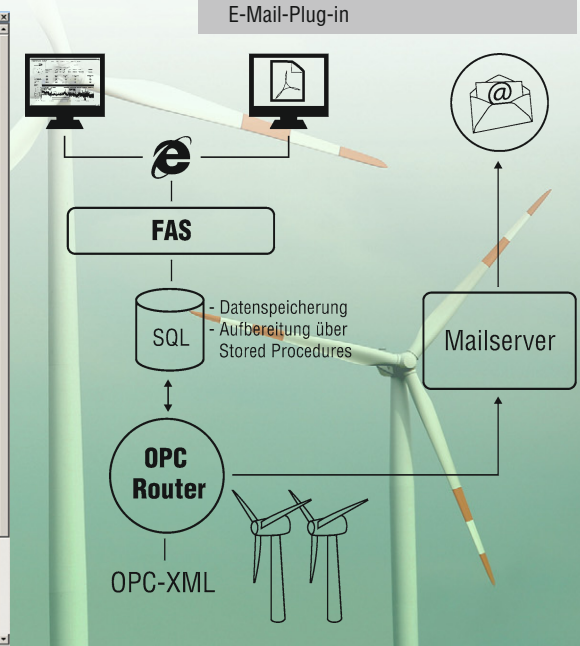 E-Mail-Plug-in
@
e
FAS
SQL
- Datenspeicherung
- Aufbereitung über
Stored Procedures
Mailserver
OPC
Router
OPC-XML